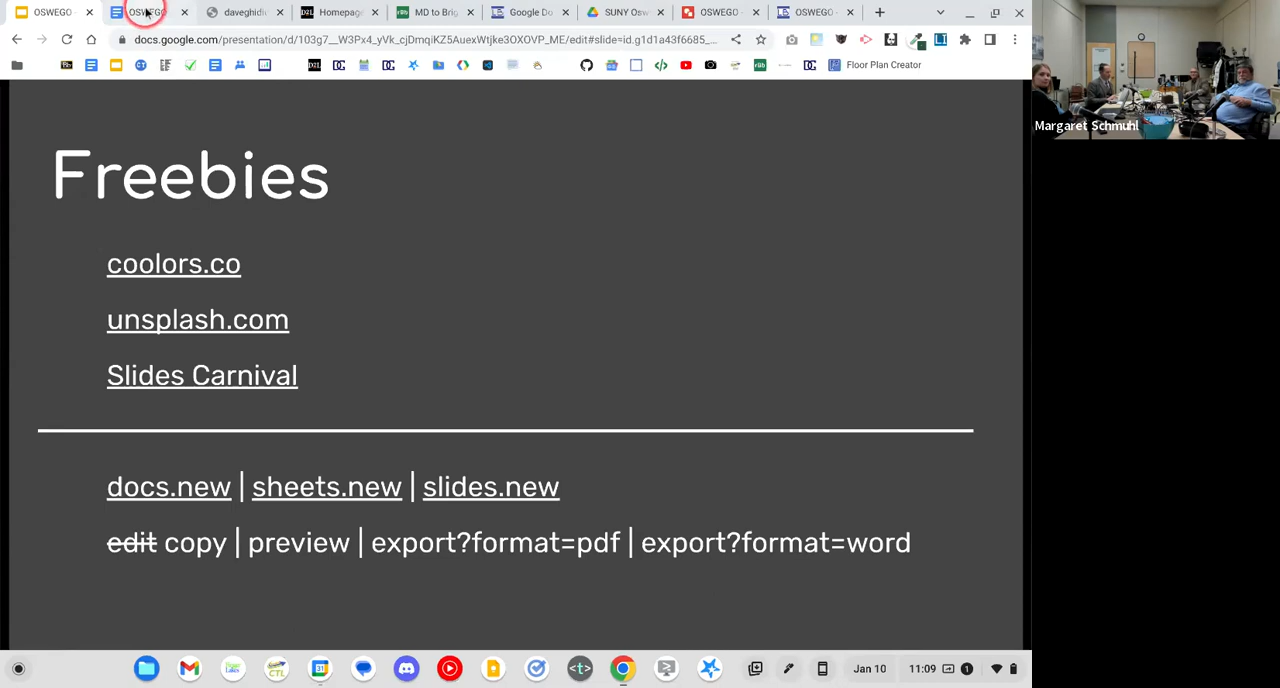 OSWEGO
OSWEGO
daveghidi
Homepag
MD to Brig
Google Do
SUNY Osw
OSWEGO -
OSWEGO -
docs.google.com/presentation/d/103g7__W3Px4_yVk_cjDmqiKZ5AuexWtjke3OXOVP_ME/edit#slide=id.g1d1a43f6685_...
Floor Plan Creator
Margaret Schmuhl
Freebies
coolors.co
unsplash.com
Slides Carnival
docs.new | sheets.new | slides.new
edit copy | preview | export?format=pdf | export?format=word
Jan 10
11:09
1